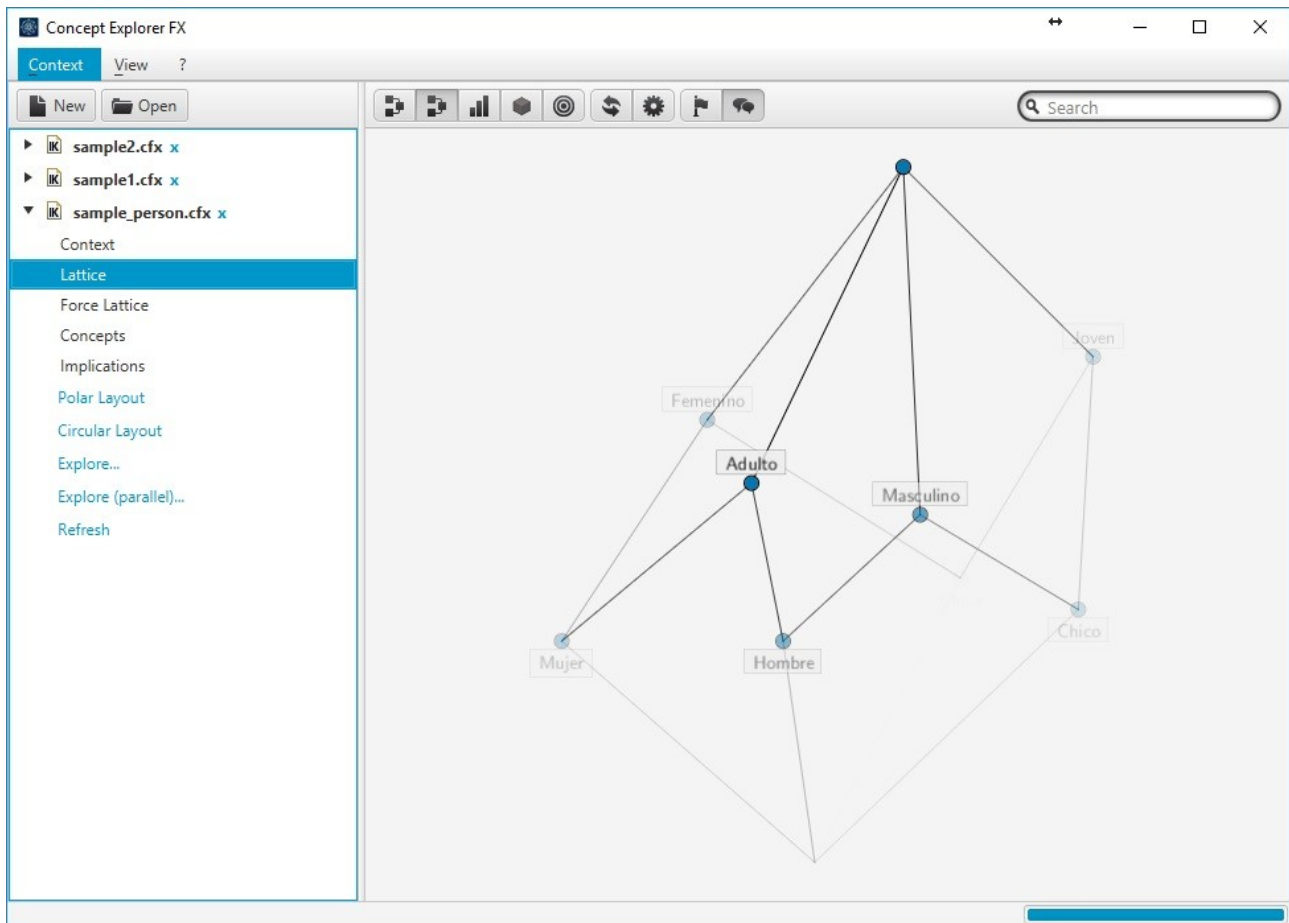 Concept Explorer FX
Context View ?
New Open Search
sample2.cfx x
sample1.cfx x
sample_person.cfx x
Context
Lattice
Force Lattice
Concepts
Implications
Polar Layout
Circular Layout
Explore...
Explore (parallel)...
Refresh
Joven
Femenino
Adulto
Masculino
Chico
Mujer
Hombre